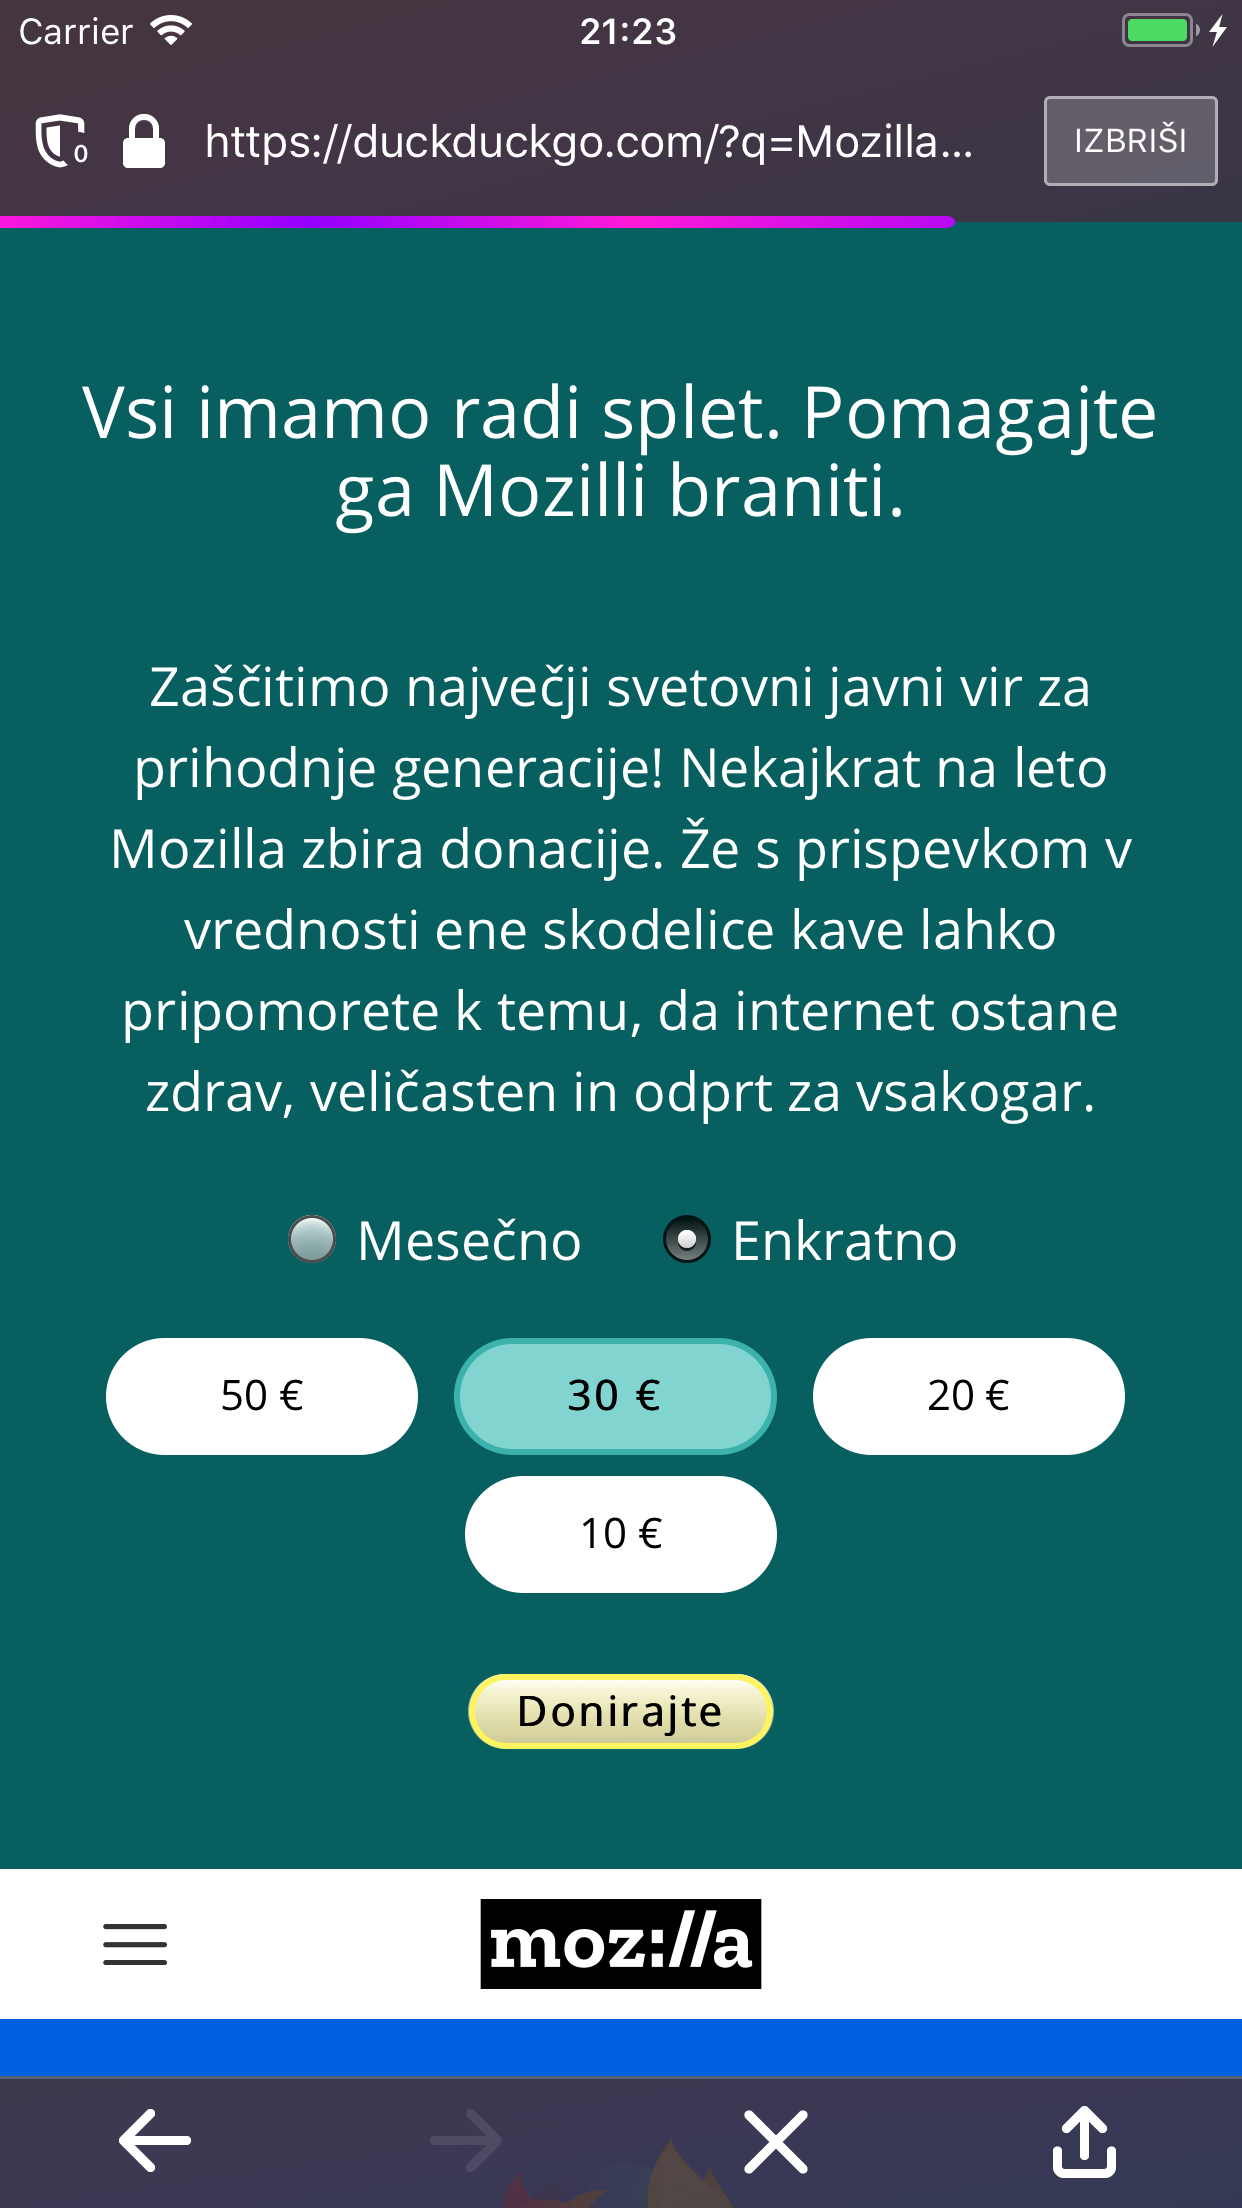 Carrier 21:23
0 https://duckduckgo.com/?q=Mozilla... IZBRIŠI
Vsi imamo radi splet. Pomagajte
ga Mozilli braniti.
Zaščitimo največji svetovni javni vir za
prihodnje generacije! Nekajkrat na leto
Mozilla zbira donacije. Že s prispevkom v
vrednosti ene skodelice kave lahko
pripomorete k temu, da internet ostane
zdrav, veličasten in odprt za vsakogar.
Mesečno Enkratno
50 € 30 € 20 €
10 €
Donirajte
moz://a